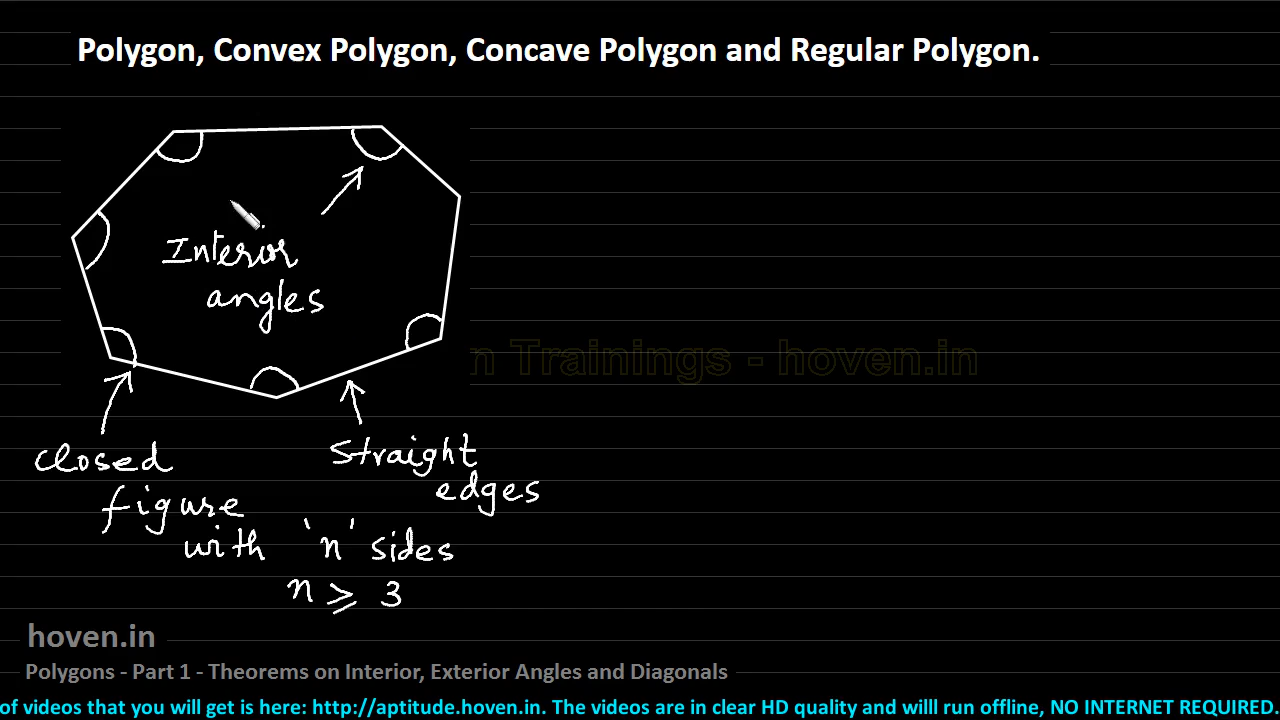 Polygon, Convex Polygon, Concave Polygon and Regular Polygon.
Interior
angles
closed
figure
with 'n' sides
n ⩾ 3
straight
edges
n Trainings - hoven.in
hoven.in
Polygons - Part 1 - Theorems on Interior, Exterior Angles and Diagonals
of videos that you will get is here: http://aptitude.hoven.in. The videos are in clear HD quality and willl run offline, NO INTERNET REQUIRED.